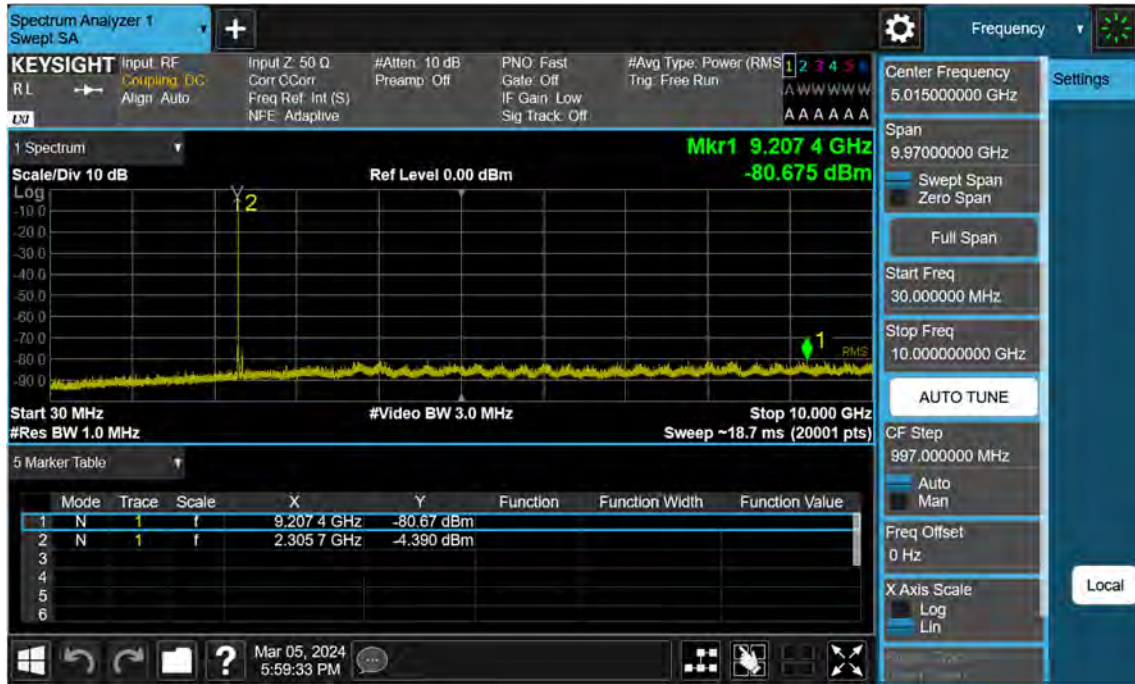 Spectrum Analyzer 1
Swept SA
Frequency
KEYSIGHT
RL
LXI
Input: RF
Coupling: DC
Align: Auto
Input Z: 50 Ω
Corr CCorr
Freq Ref: Int (S)
NFE: Adaptive
#Atten: 10 dB
Preamp: Off
PNO: Fast
Gate: Off
IF Gain: Low
Sig Track: Off
#Avg Type: Power (RMS
Trig: Free Run
1 2 3 4 5 6
A W W W W W
A A A A A A
1 Spectrum
Scale/Div 10 dB
Ref Level 0.00 dBm
Mkr1 9.207 4 GHz
-80.675 dBm
Log
-10.0
-20.0
-30.0
-40.0
-50.0
-60.0
-70.0
-80.0
-90.0
2
1
RMS
Start 30 MHz
#Video BW 3.0 MHz
Stop 10.000 GHz
#Res BW 1.0 MHz
Sweep ~18.7 ms (20001 pts)
5 Marker Table
Mode Trace Scale X Y Function Function Width Function Value
1 N 1 f 9.207 4 GHz -80.67 dBm
2 N 1 f 2.305 7 GHz -4.390 dBm
3
4
5
6
Mar 05, 2024
5:59:33 PM
?
Center Frequency
5.015000000 GHz
Span
9.97000000 GHz
Swept Span
Zero Span
Full Span
Start Freq
30.000000 MHz
Stop Freq
10.000000000 GHz
AUTO TUNE
CF Step
997.000000 MHz
Auto
Man
Freq Offset
0 Hz
X Axis Scale
Log
Lin
Settings
Local